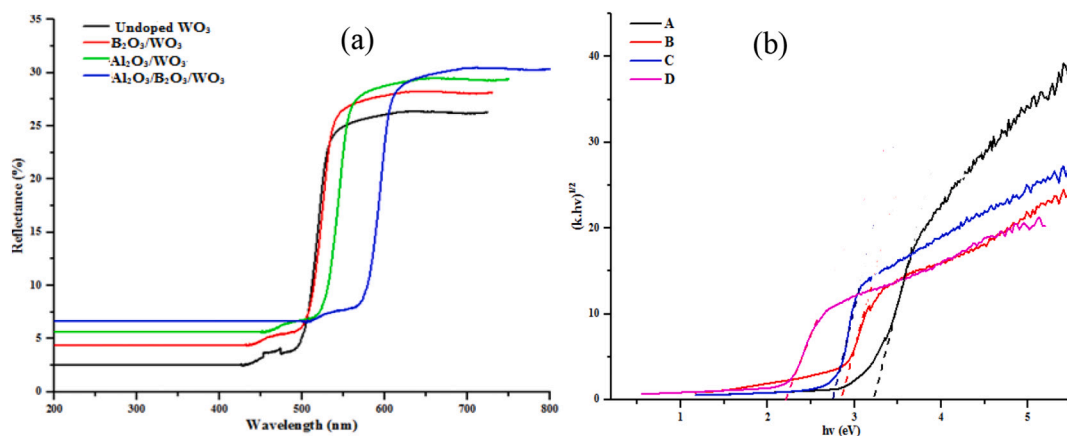 (a)
Undoped WO₃
B₂O₃/WO₃
Al₂O₃/WO₃
Al₂O₃/B₂O₃/WO₃
Reflectance (%)
35
30
25
20
15
10
5
0
200
300
400
500
600
700
800
Wavelength (nm)
(b)
A
B
C
D
(k.hv)^1/2
40
30
20
10
0
1
2
3
4
5
hv (eV)